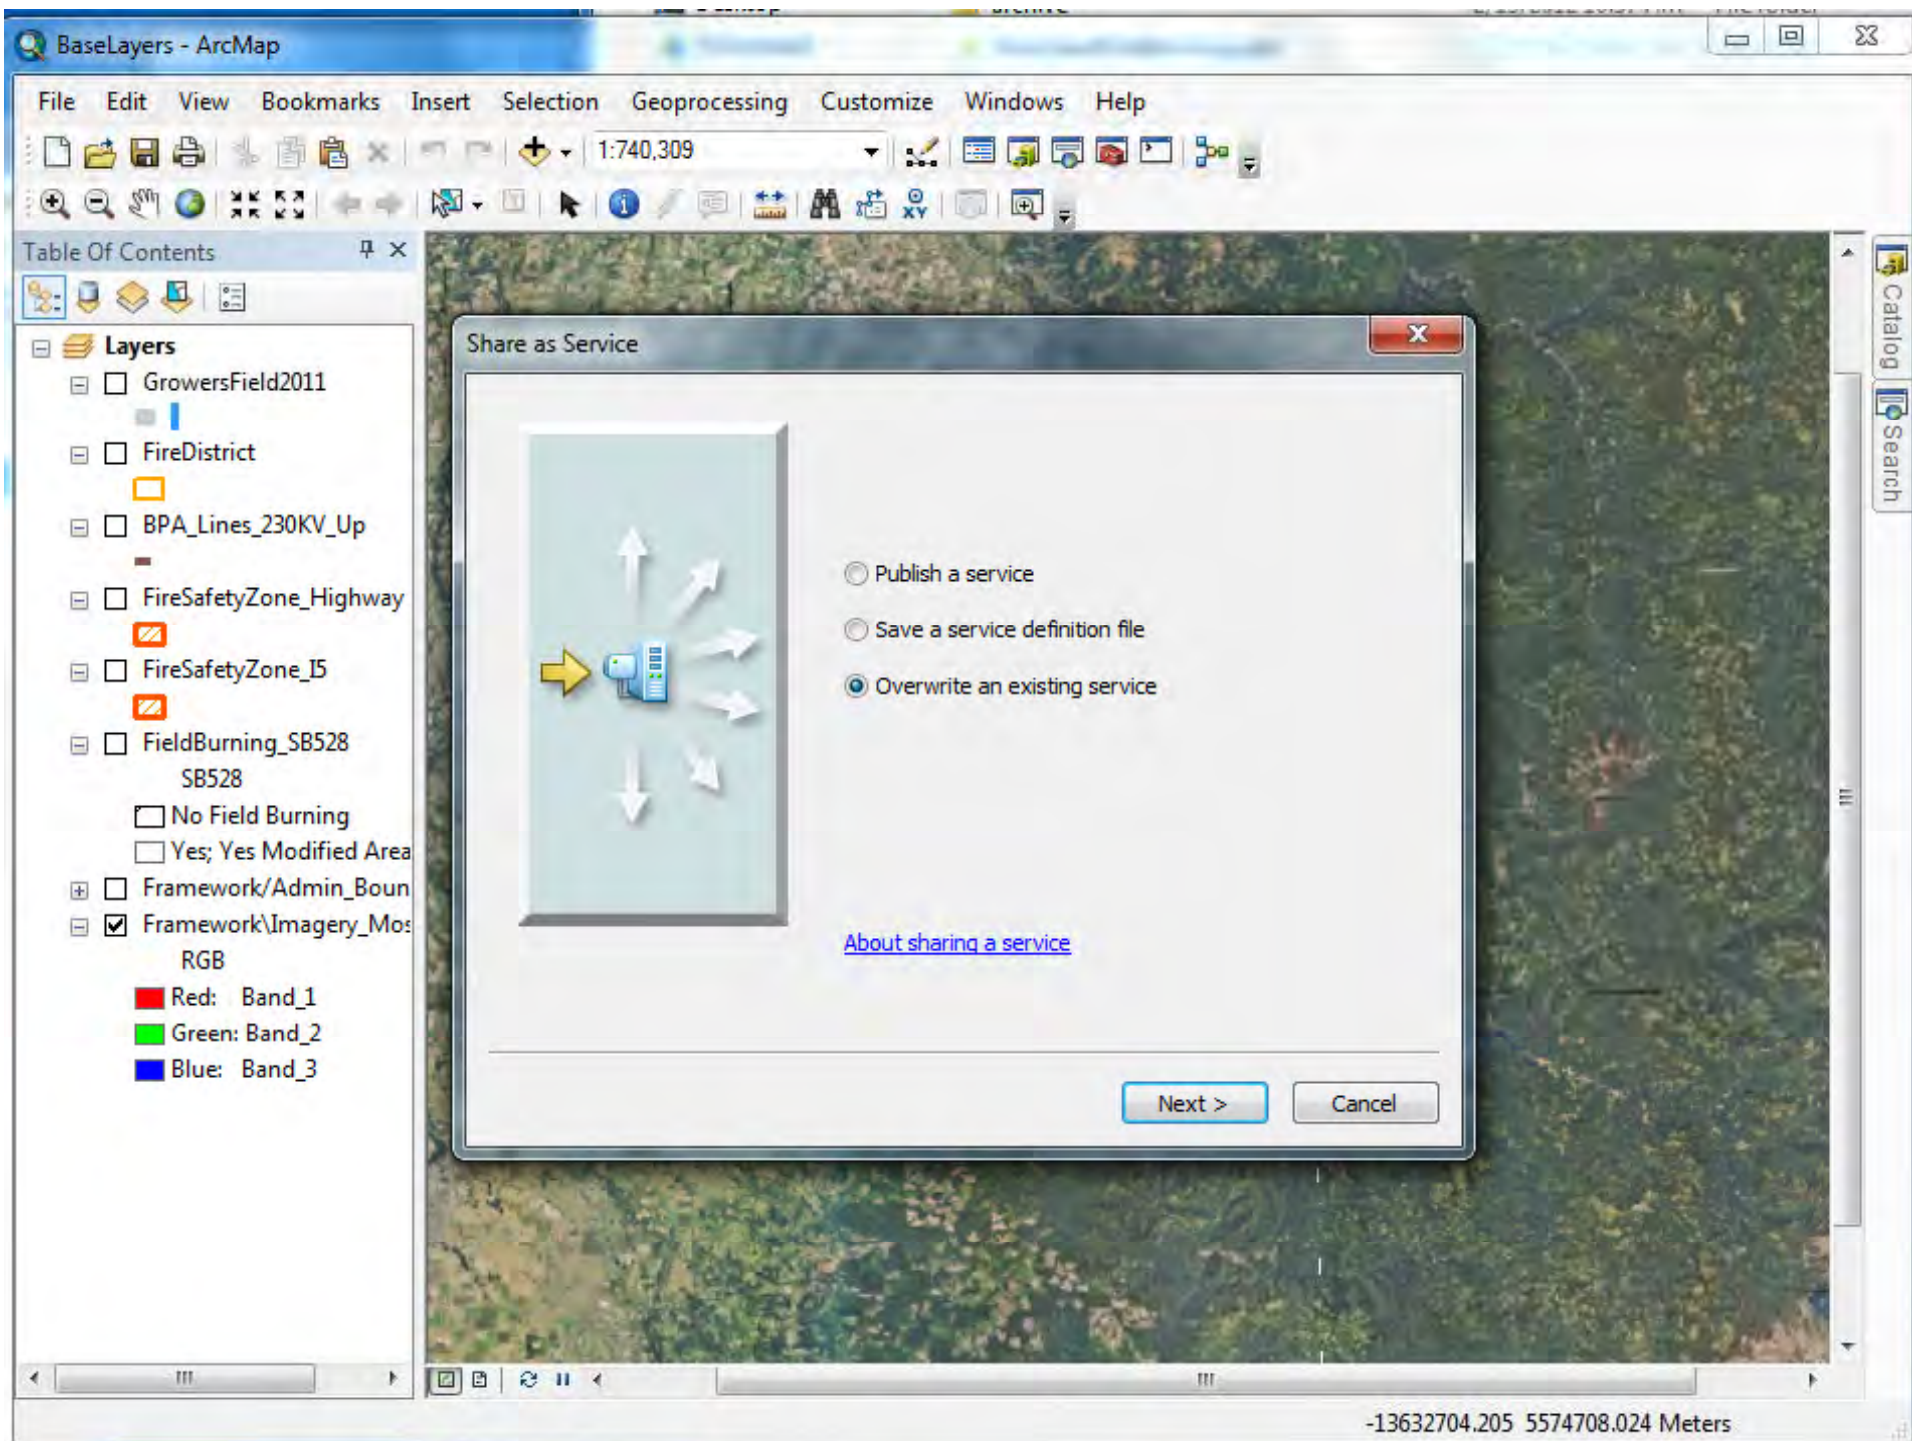 BaseLayers - ArcMap
File Edit View Bookmarks Insert Selection Geoprocessing Customize Windows Help
1:740,309
XY
Table Of Contents
Layers
GrowersField2011
FireDistrict
BPA_Lines_230KV_Up
FireSafetyZone_Highway
FireSafetyZone_I5
FieldBurning_SB528
SB528
No Field Burning
Yes; Yes Modified Area
Framework/Admin_Boun
Framework\Imagery_Mos
RGB
Red: Band_1
Green: Band_2
Blue: Band_3
Share as Service
Publish a service
Save a service definition file
Overwrite an existing service
About sharing a service
Next >
Cancel
Catalog
Search
-13632704.205 5574708.024 Meters